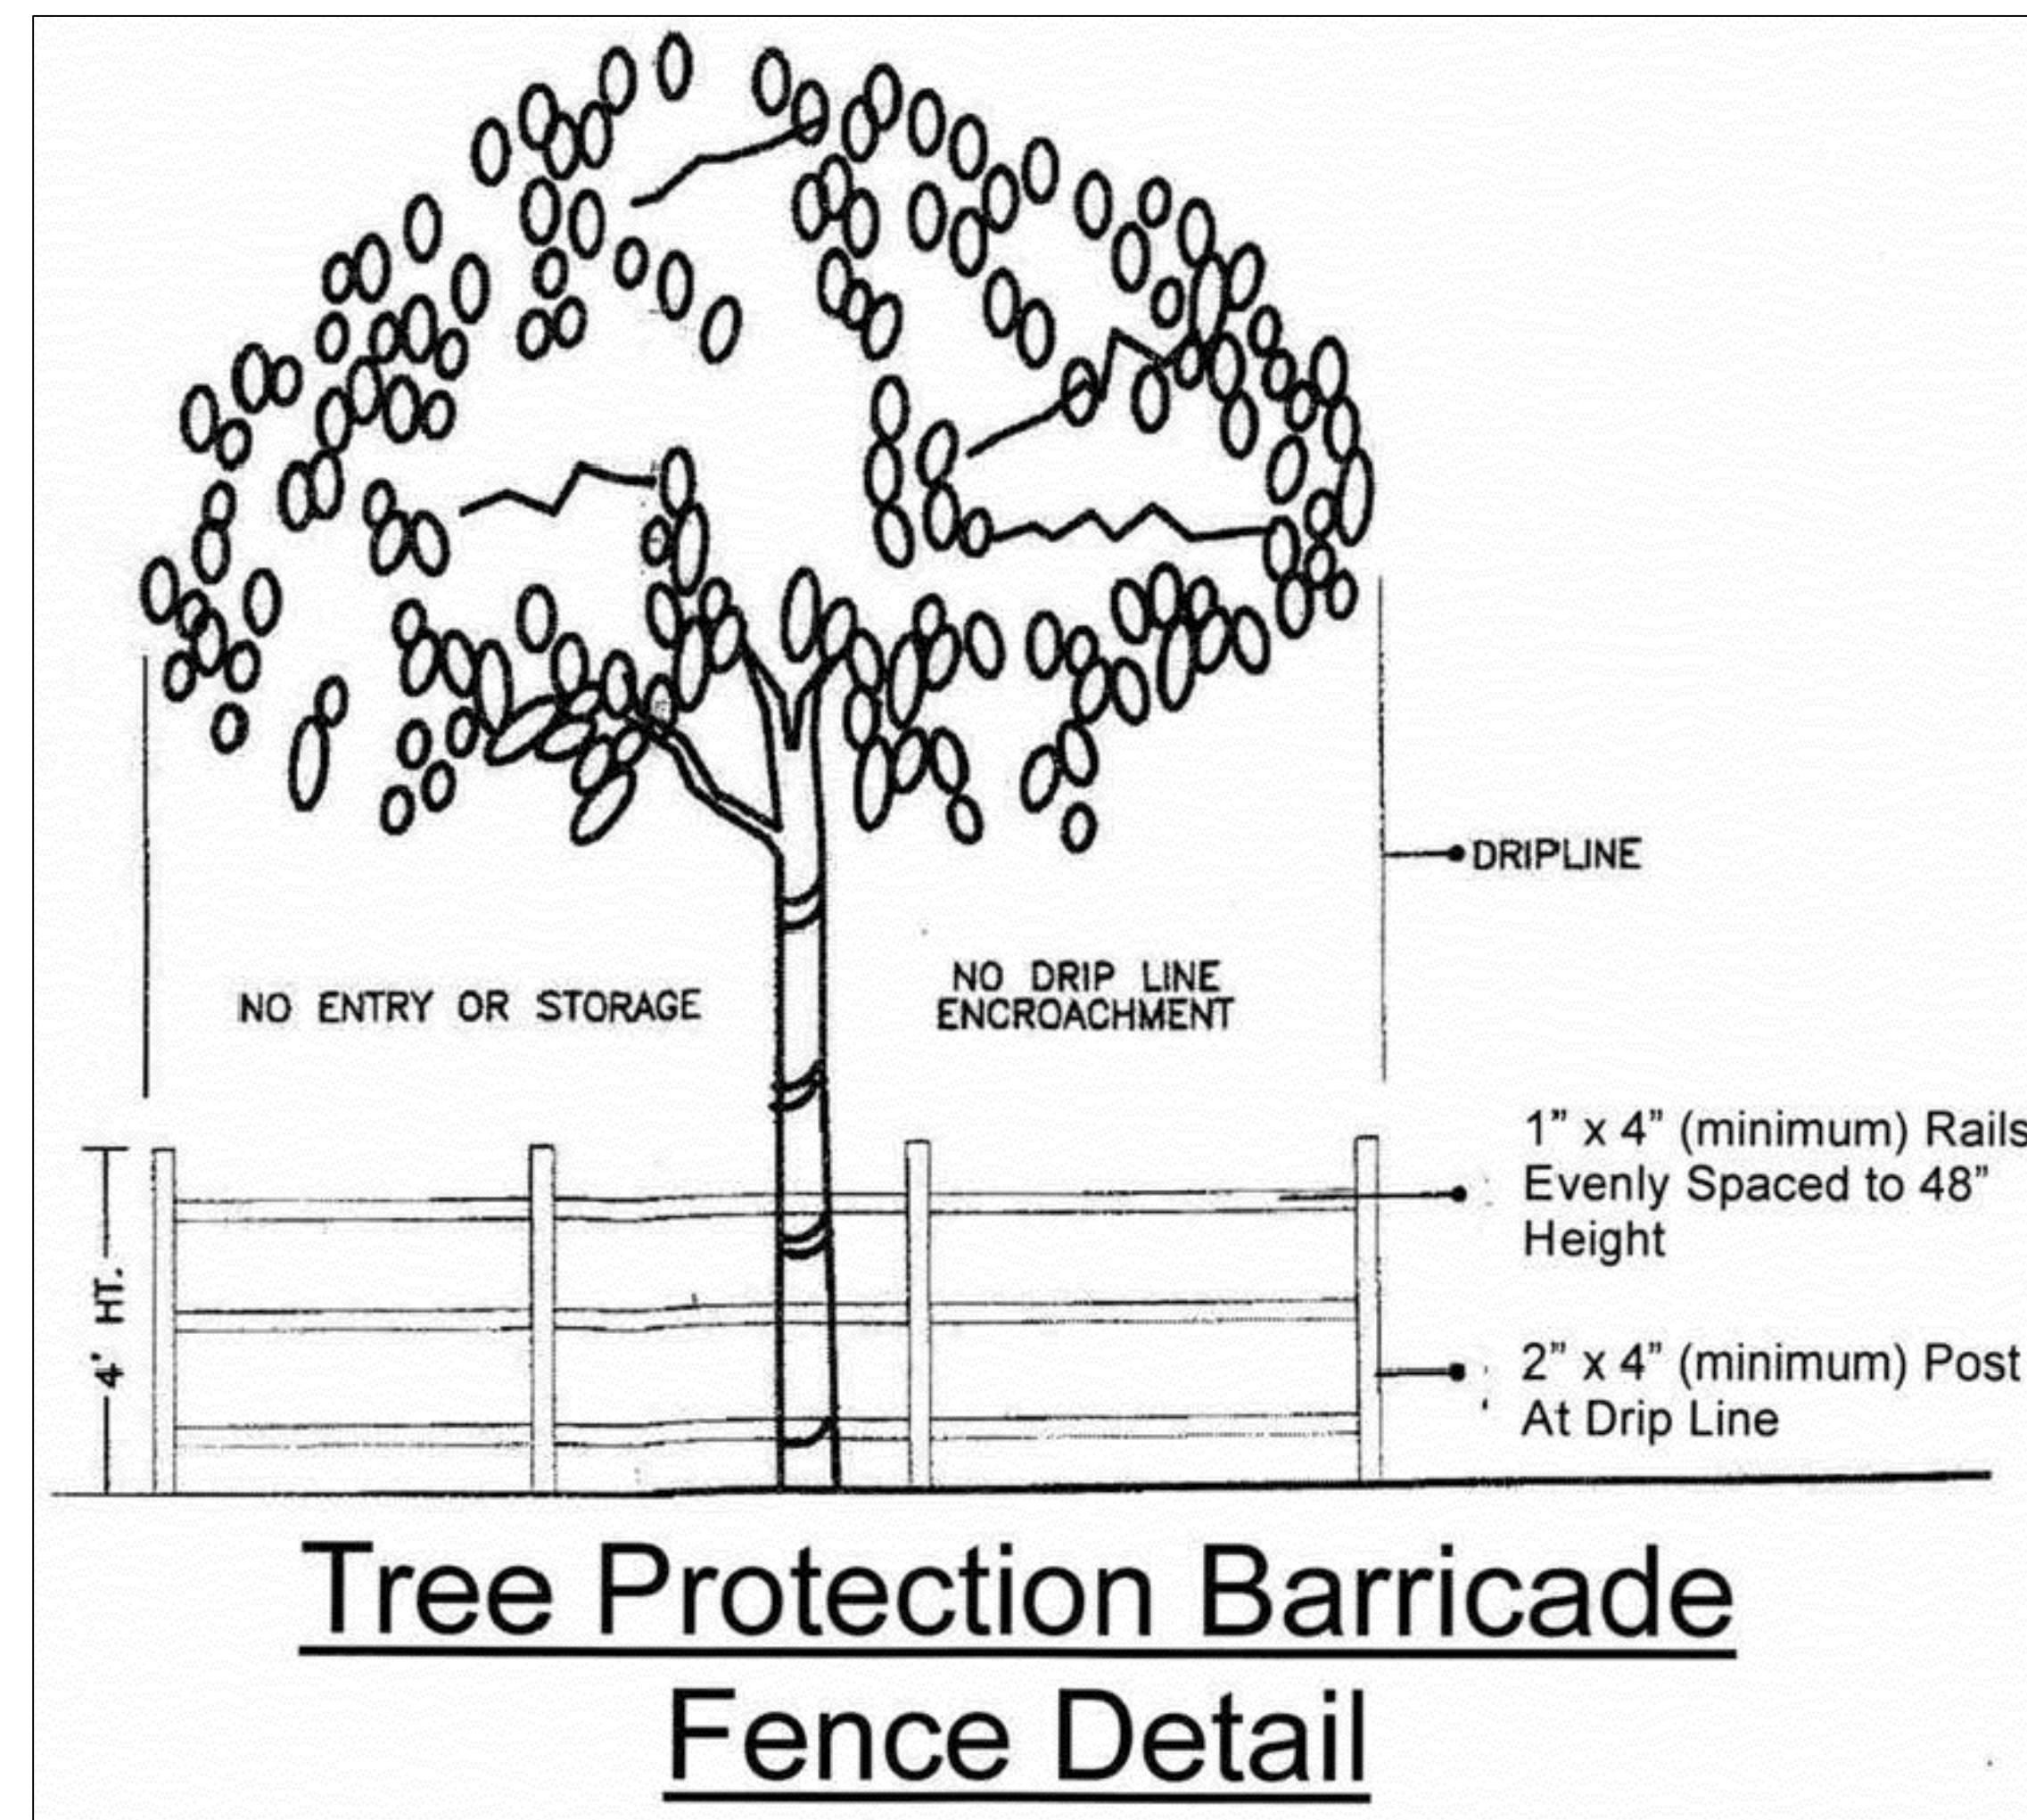 DRIPLINE
NO ENTRY OR STORAGE
NO DRIP LINE
ENCROACHMENT
1” x 4” (minimum) Rails
Evenly Spaced to 48”
Height
4' HT.
2” x 4” (minimum) Post
At Drip Line
Tree Protection Barricade
Fence Detail